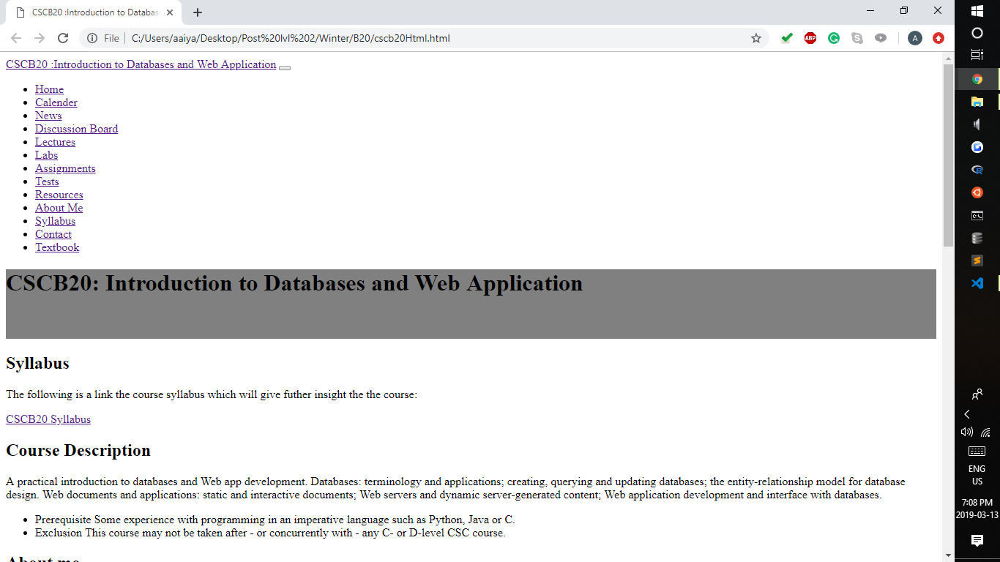 CSCB20 :Introduction to Databas
File
C:/Users/aaiya/Desktop/Post%20lvl%202/Winter/B20/cscb20Html.html
ABP
A
CSCB20 :Introduction to Databases and Web Application
Home
Calender
News
Discussion Board
Lectures
Labs
Assignments
Tests
Resources
About Me
Syllabus
Contact
Textbook
CSCB20: Introduction to Databases and Web Application
Syllabus
The following is a link the course syllabus which will give futher insight the the course:
CSCB20 Syllabus
Course Description
A practical introduction to databases and Web app development. Databases: terminology and applications; creating, querying and updating databases; the entity-relationship model for database
design. Web documents and applications: static and interactive documents; Web servers and dynamic server-generated content; Web application development and interface with databases.
Prerequisite Some experience with programming in an imperative language such as Python, Java or C.
Exclusion This course may not be taken after - or concurrently with - any C- or D-level CSC course.
About me
ENG
US
7:08 PM
2019-03-13